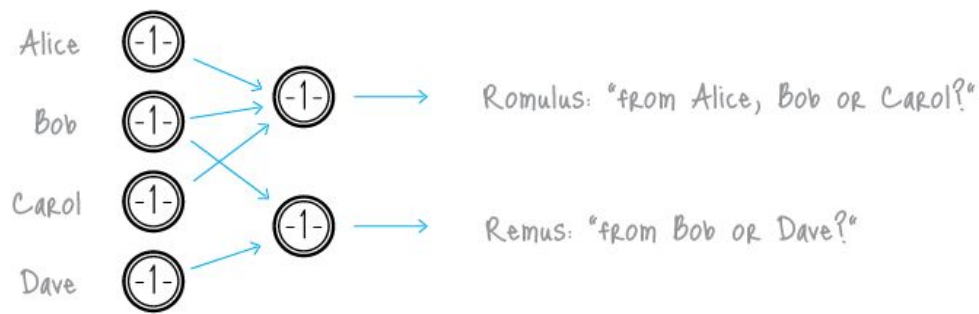 Alice
-1-
Bob
-1-
Carol
-1-
Dave
-1-
-1-
Romulus: "from Alice, Bob or Carol?"
-1-
Remus: "from Bob or Dave?"